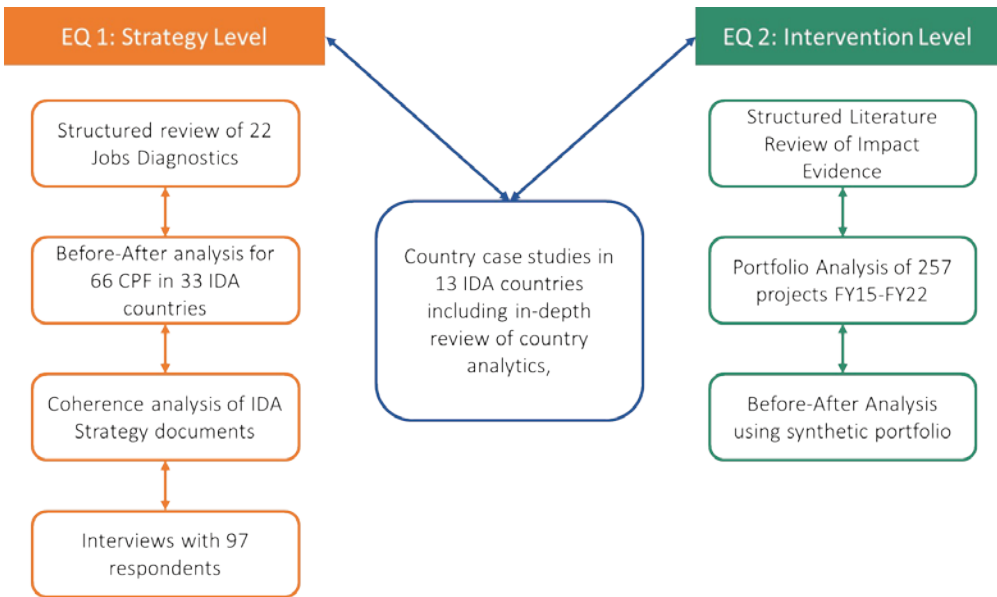 EQ 1: Strategy Level
Structured review of 22
Jobs Diagnostics
Before-After analysis for
66 CPF in 33 IDA
countries
Coherence analysis of IDA
Strategy documents
Interviews with 97
respondents
Country case studies in
13 IDA countries
including in-depth
review of country
analytics,
EQ 2: Intervention Level
Structured Literature
Review of Impact
Evidence
Portfolio Analysis of 257
projects FY15-FY22
Before-After Analysis
using synthetic portfolio